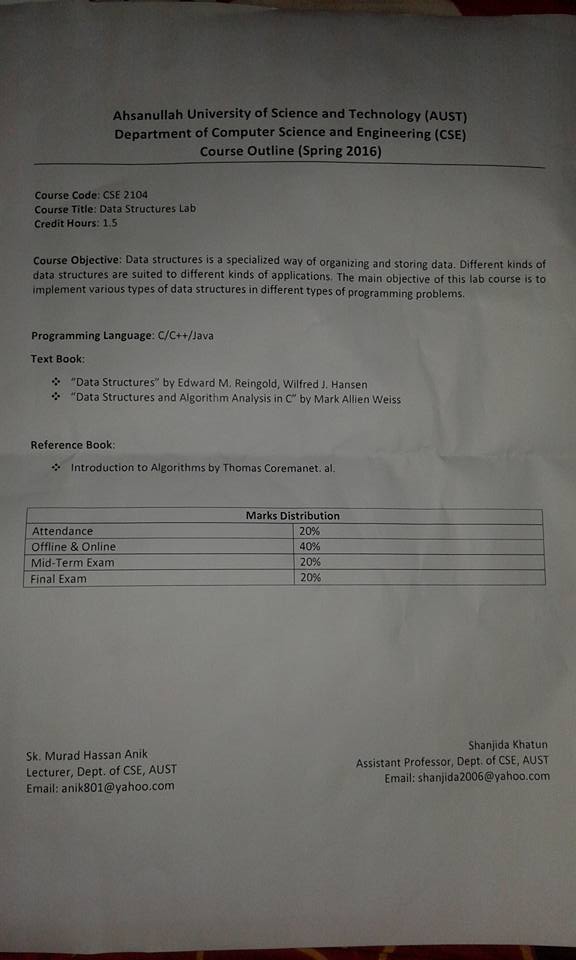 Ahsanullah University of Science and Technology (AUST)
Department of Computer Science and Engineering (CSE)
Course Outline (Spring 2016)
Course Code: CSE 2104
Course Title: Data Structures Lab
Credit Hours: 1.5
Course Objective: Data structures is a specialized way of organizing and storing data. Different kinds of
data structures are suited to different kinds of applications. The main objective of this lab course is to
implement various types of data structures in different types of programming problems.
Programming Language: C/C++/Java
Text Book:
❖ "Data Structures" by Edward M. Reingold, Wilfred J. Hansen
❖ "Data Structures and Algorithm Analysis in C" by Mark Allien Weiss
Reference Book:
❖ Introduction to Algorithms by Thomas Coremanet. al.
Marks Distribution
Attendance 20%
Offline & Online 40%
Mid-Term Exam 20%
Final Exam 20%
Sk. Murad Hassan Anik
Lecturer, Dept. of CSE, AUST
Email: anik801@yahoo.com
Shanjida Khatun
Assistant Professor, Dept. of CSE, AUST
Email: shanjida2006@yahoo.com